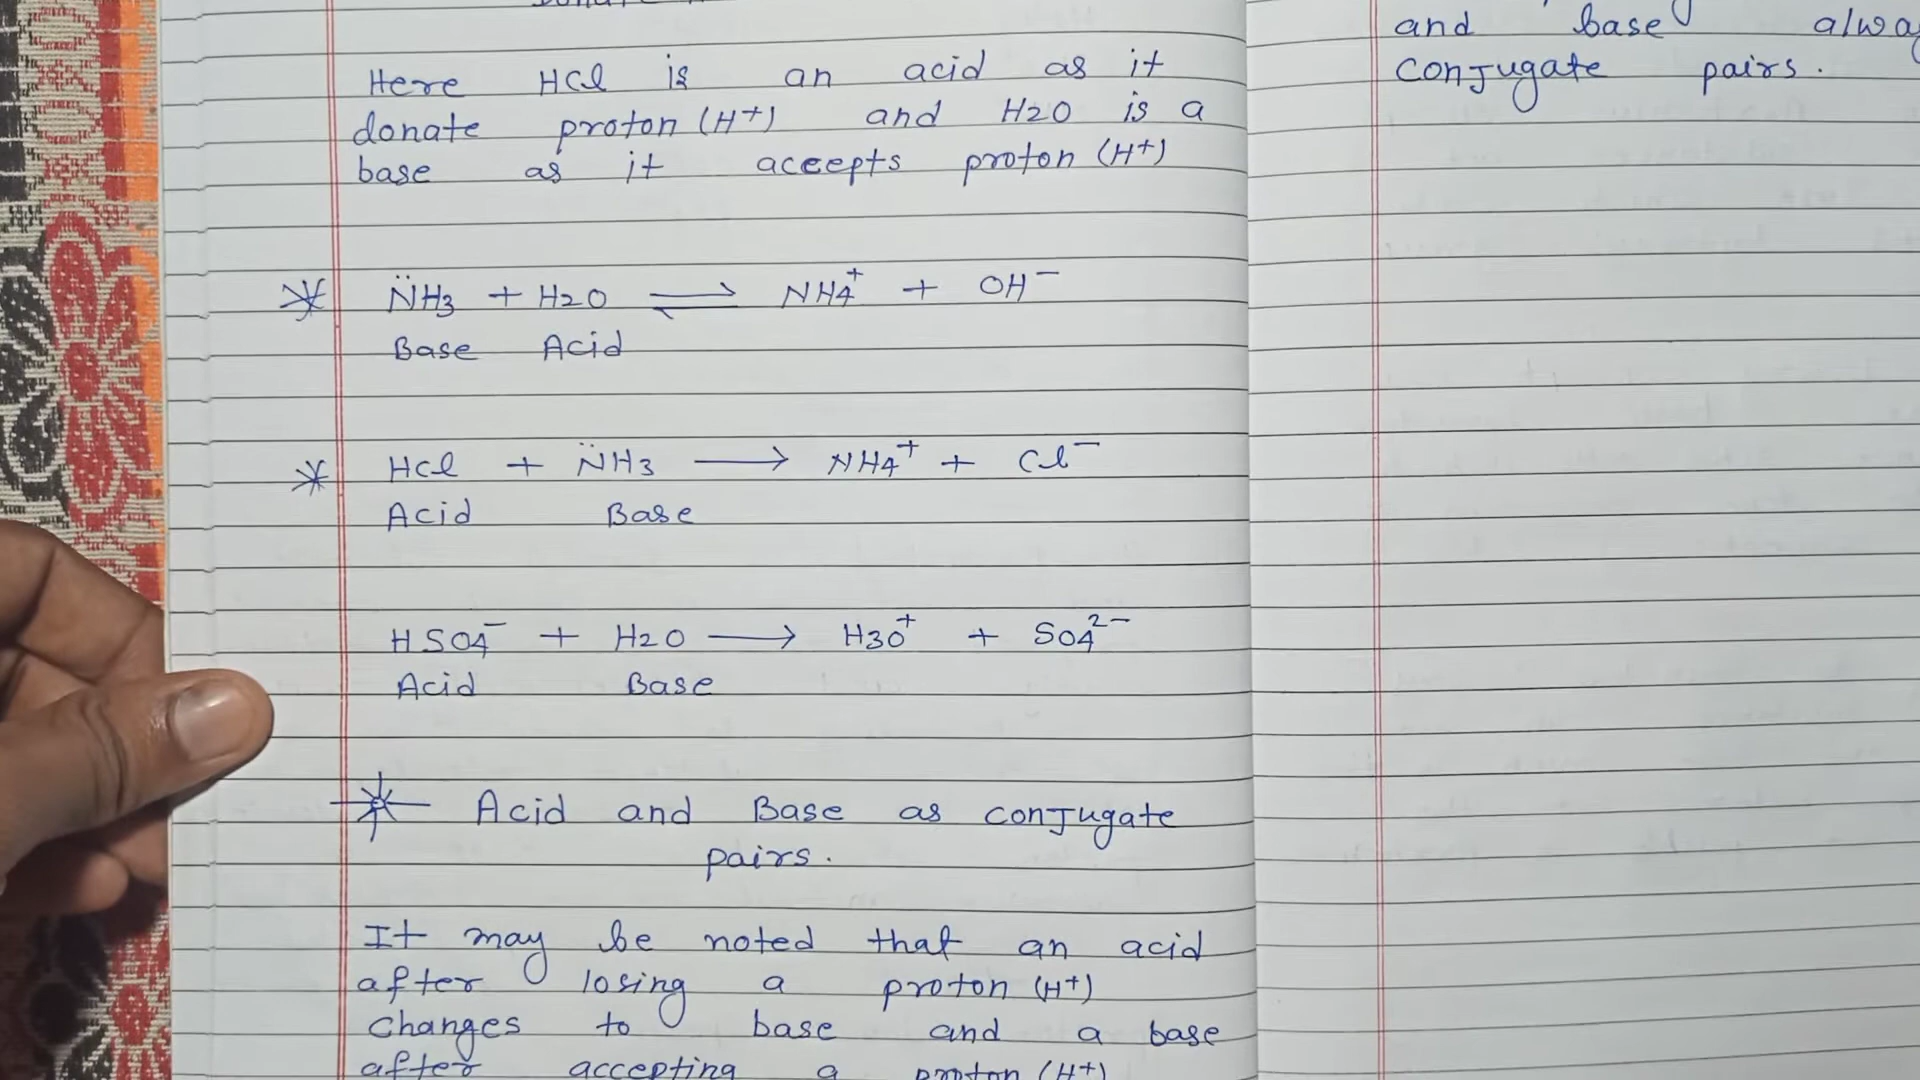 Here HCl is an acid as it
donate proton (H+) and H2O is a
base as it accepts proton (H+)
N̈H3 + H2O ⇌ NH4+ + OH−
Base Acid
HCl + N̈H3 → NH4+ + Cl−
Acid Base
HSO4− + H2O → H3O+ + SO4 2−
Acid Base
Acid and Base as conjugate
pairs.
It may be noted that an acid
after losing a proton (H+)
changes to base and a base
after accepting a proton (H+)
and base
conjugate pairs.